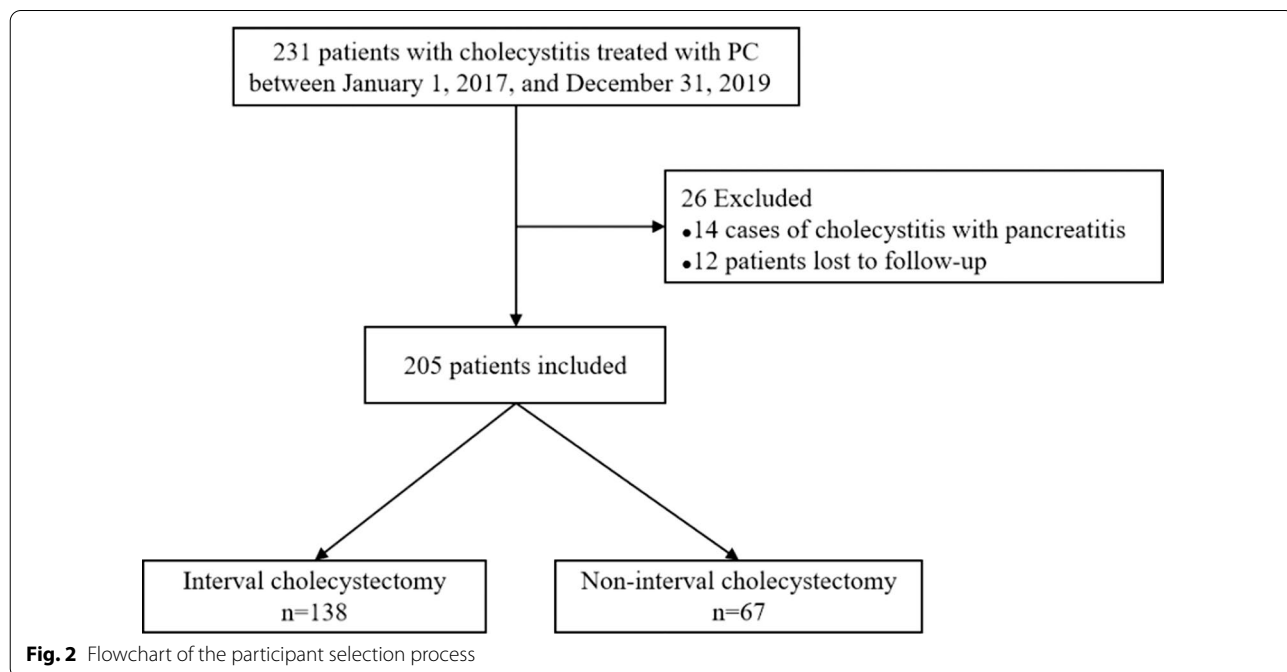 231 patients with cholecystitis treated with PC
between January 1, 2017, and December 31, 2019
26 Excluded
•14 cases of cholecystitis with pancreatitis
•12 patients lost to follow-up
205 patients included
Interval cholecystectomy
n=138
Non-interval cholecystectomy
n=67
Fig. 2 Flowchart of the participant selection process